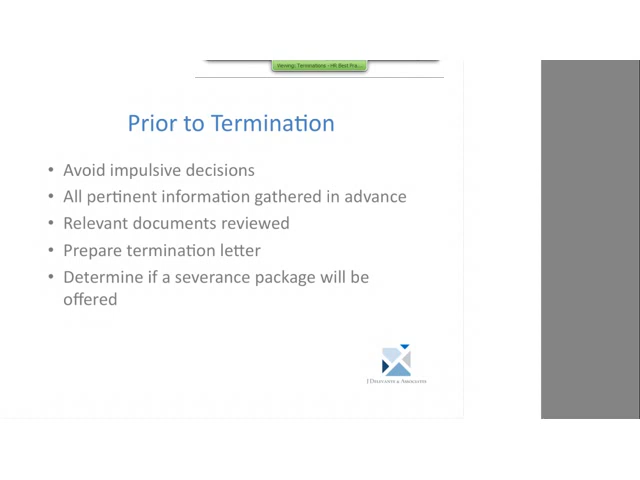 Viewing: Terminations - HR Best Pra...
Prior to Termination
• Avoid impulsive decisions
• All pertinent information gathered in advance
• Relevant documents reviewed
• Prepare termination letter
• Determine if a severance package will be
offered
& ASSOCIATES